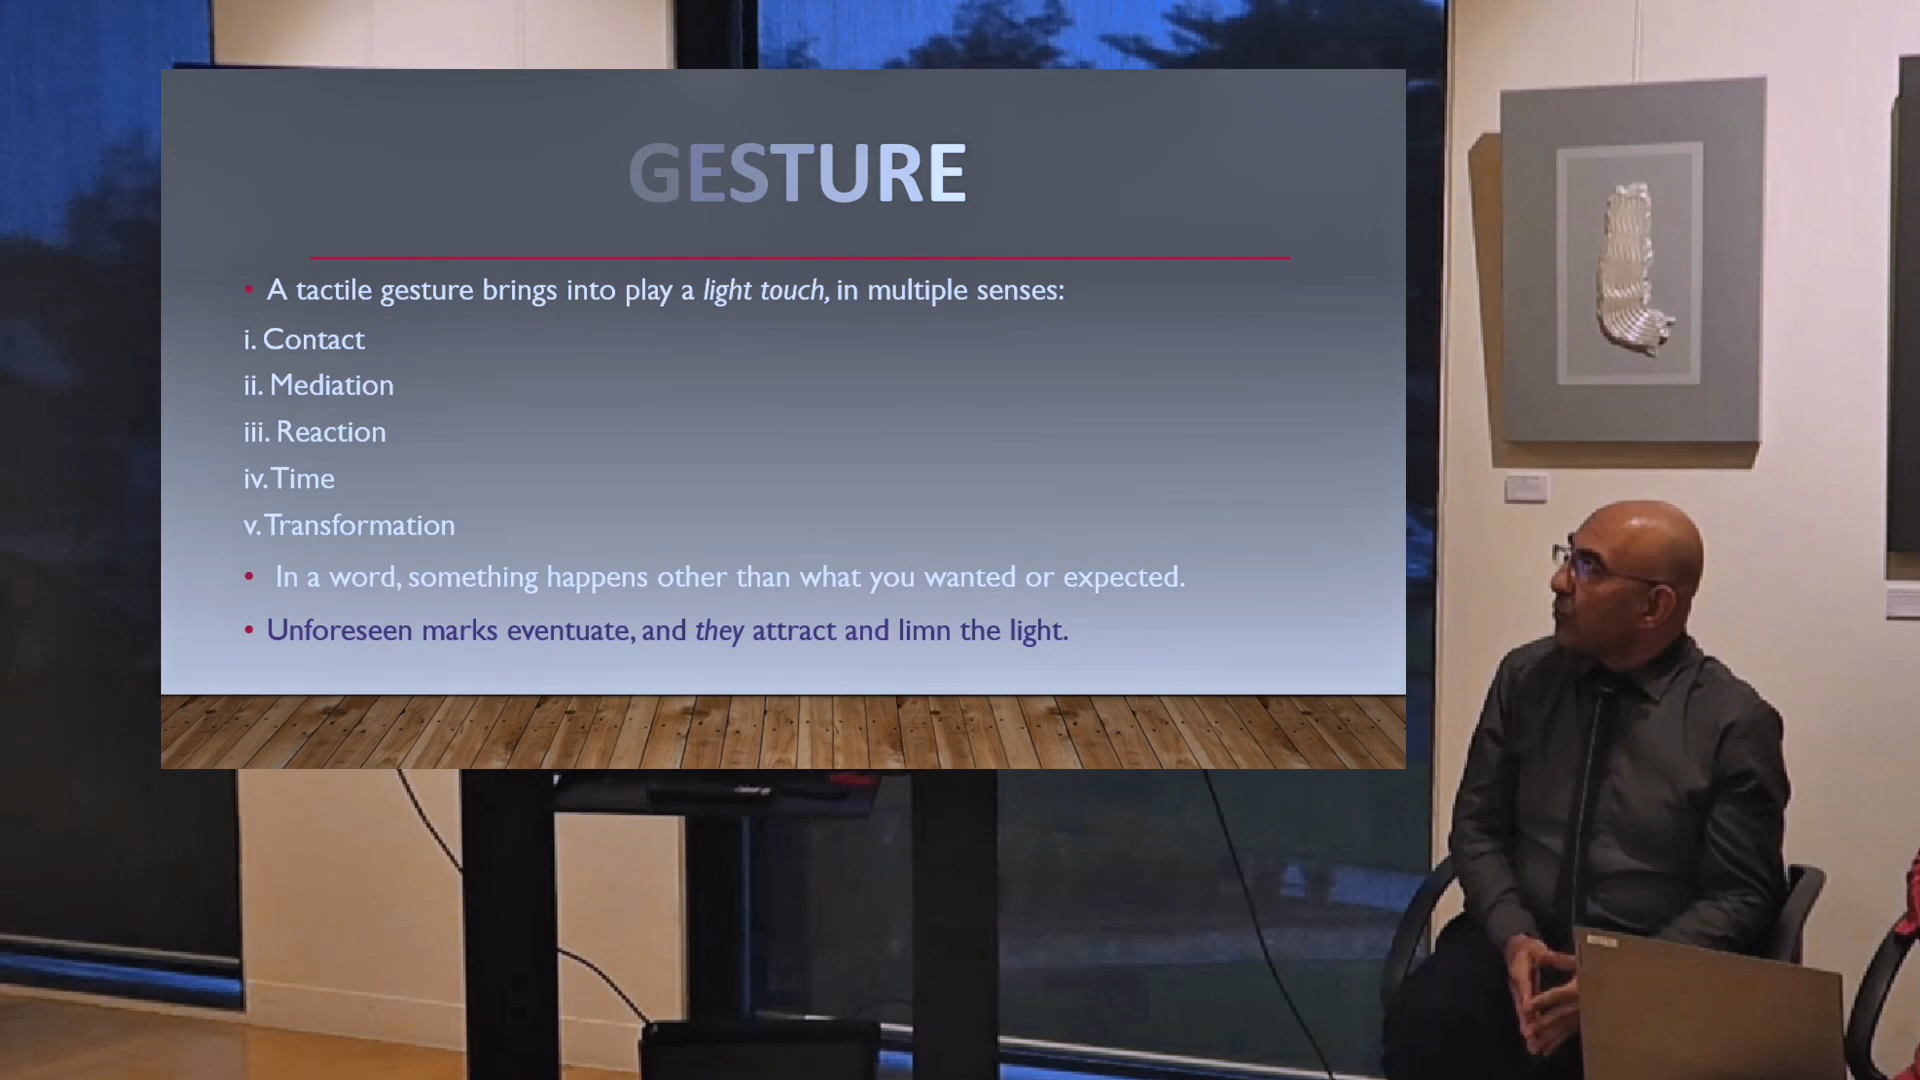 GESTURE
A tactile gesture brings into play a light touch, in multiple senses:
i. Contact
ii. Mediation
iii. Reaction
iv. Time
v. Transformation
In a word, something happens other than what you wanted or expected.
Unforeseen marks eventuate, and they attract and limn the light.